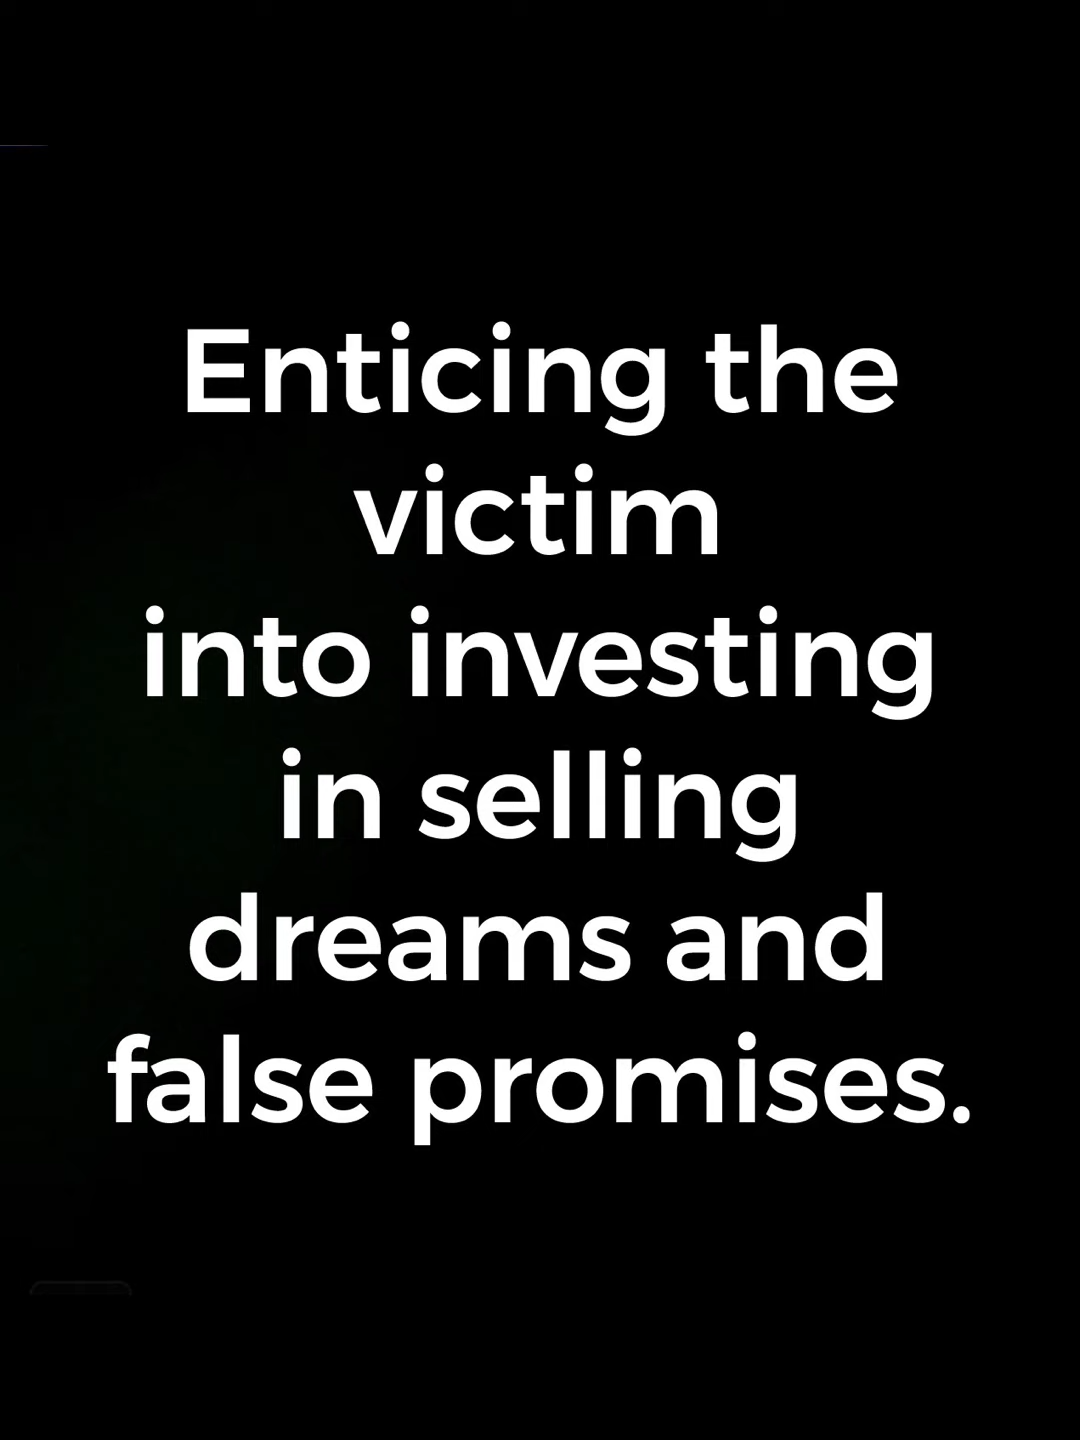 Enticing the
victim
into investing
in selling
dreams and
false promises.